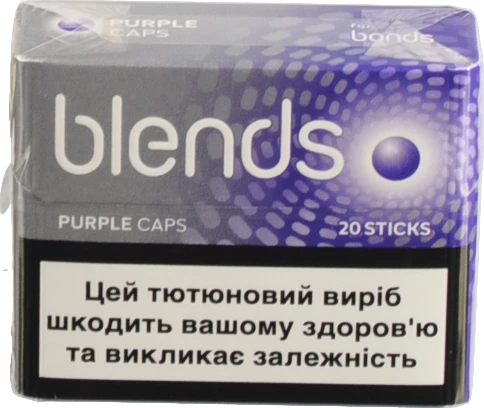 PURPLE
CAPS
for
bonds
blends
PURPLE CAPS
20 STICKS
Цей тютюновий виріб
шкодить вашому здоров'ю
та викликає залежність